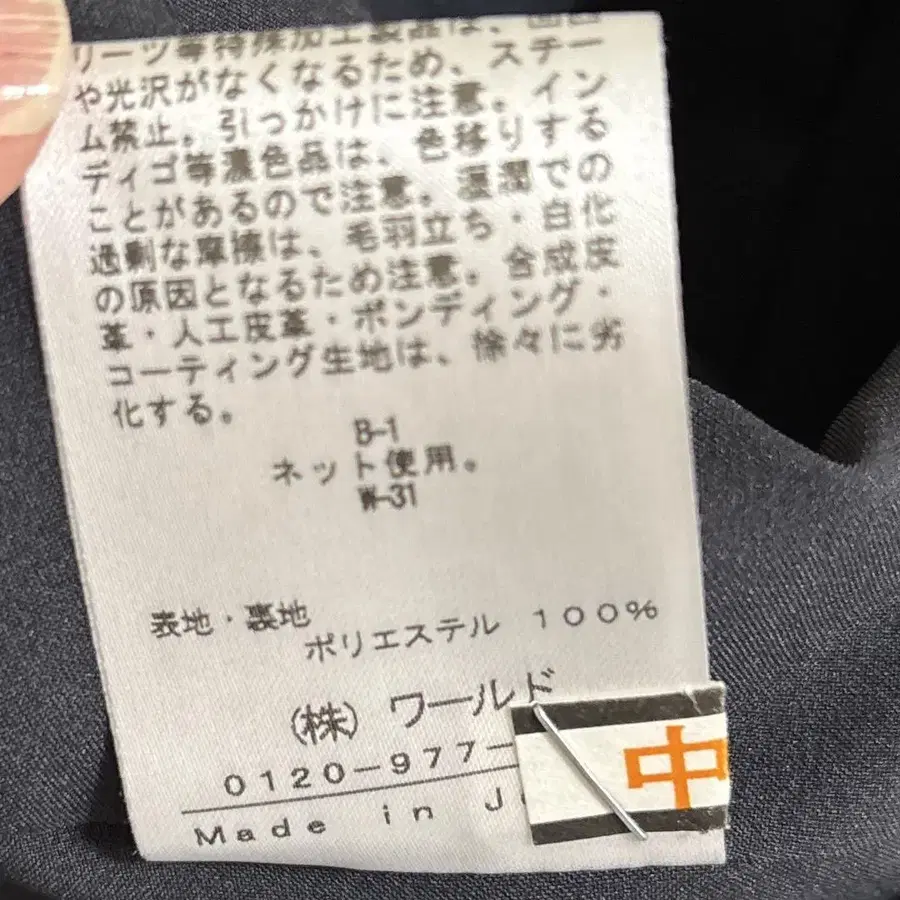 リーツ等特殊加工製品は、
や光沢がなくなるため、スチー
ム禁止。引っかけに注意。イン
ディゴ等濃色品は、色移りする
ことがあるので注意。湿潤での
過剰な摩擦は、毛羽立ち・白化
の原因となるため注意。合成皮
革・人工皮革・ボンディング・
コーティング生地は、徐々に劣
化する。
B-1
ネット使用。
W-31
表地・裏地
ポリエステル 100%
(株)ワールド
0120-977-
Made in J
中